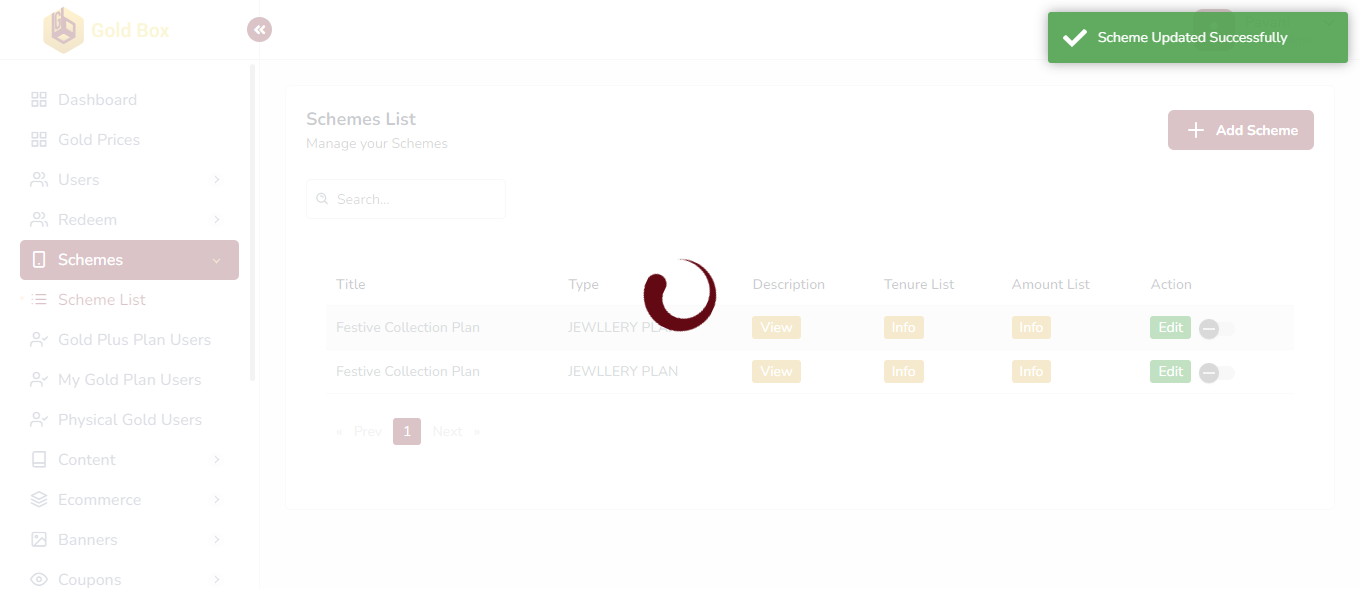 Gold Box
Scheme Updated Successfully
Dashboard
Gold Prices
Users
Redeem
Schemes
Scheme List
Gold Plus Plan Users
My Gold Plan Users
Physical Gold Users
Content
Ecommerce
Banners
Coupons
Schemes List
Manage your Schemes
Add Scheme
Search...
Title Type Description Tenure List Amount List Action
Festive Collection Plan JEWLLERY PLAN View Info Info Edit
Festive Collection Plan JEWLLERY PLAN View Info Info Edit
« Prev 1 Next »